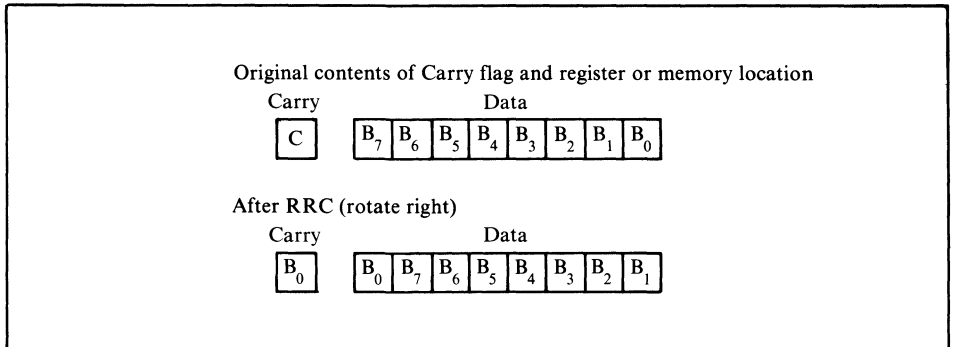 Original contents of Carry flag and register or memory location
Carry Data
C B₇ B₆ B₅ B₄ B₃ B₂ B₁ B₀
After RRC (rotate right)
Carry Data
B₀ B₀ B₇ B₆ B₅ B₄ B₃ B₂ B₁